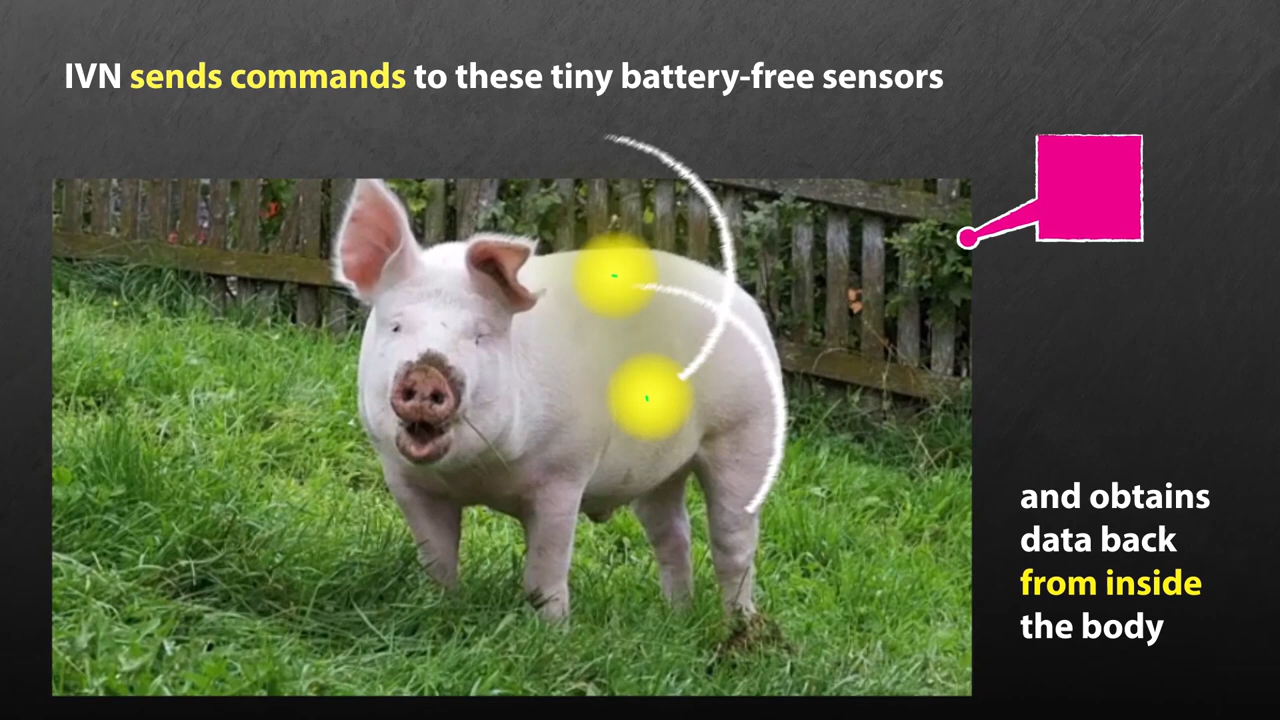 IVN sends commands to these tiny battery-free sensors
and obtains
data back
from inside
the body